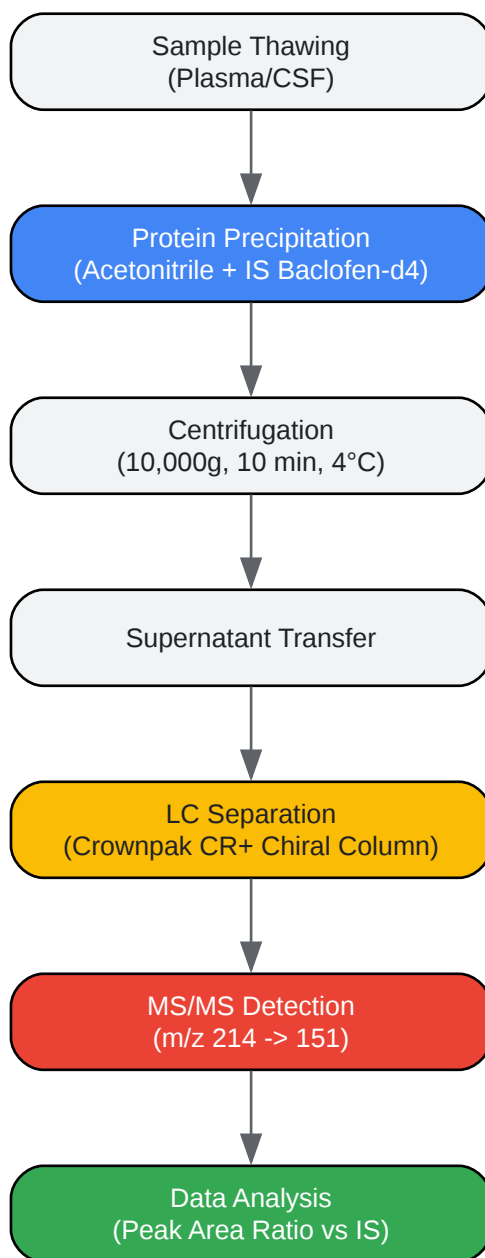 Sample Thawing
(Plasma/CSF)
Protein Precipitation
(Acetonitrile + IS Baclofen-d4)
Centrifugation
(10,000g, 10 min, 4°C)
Supernatant Transfer
LC Separation
(Crownpak CR+ Chiral Column)
MS/MS Detection
(m/z 214 -> 151)
Data Analysis
(Peak Area Ratio vs IS)